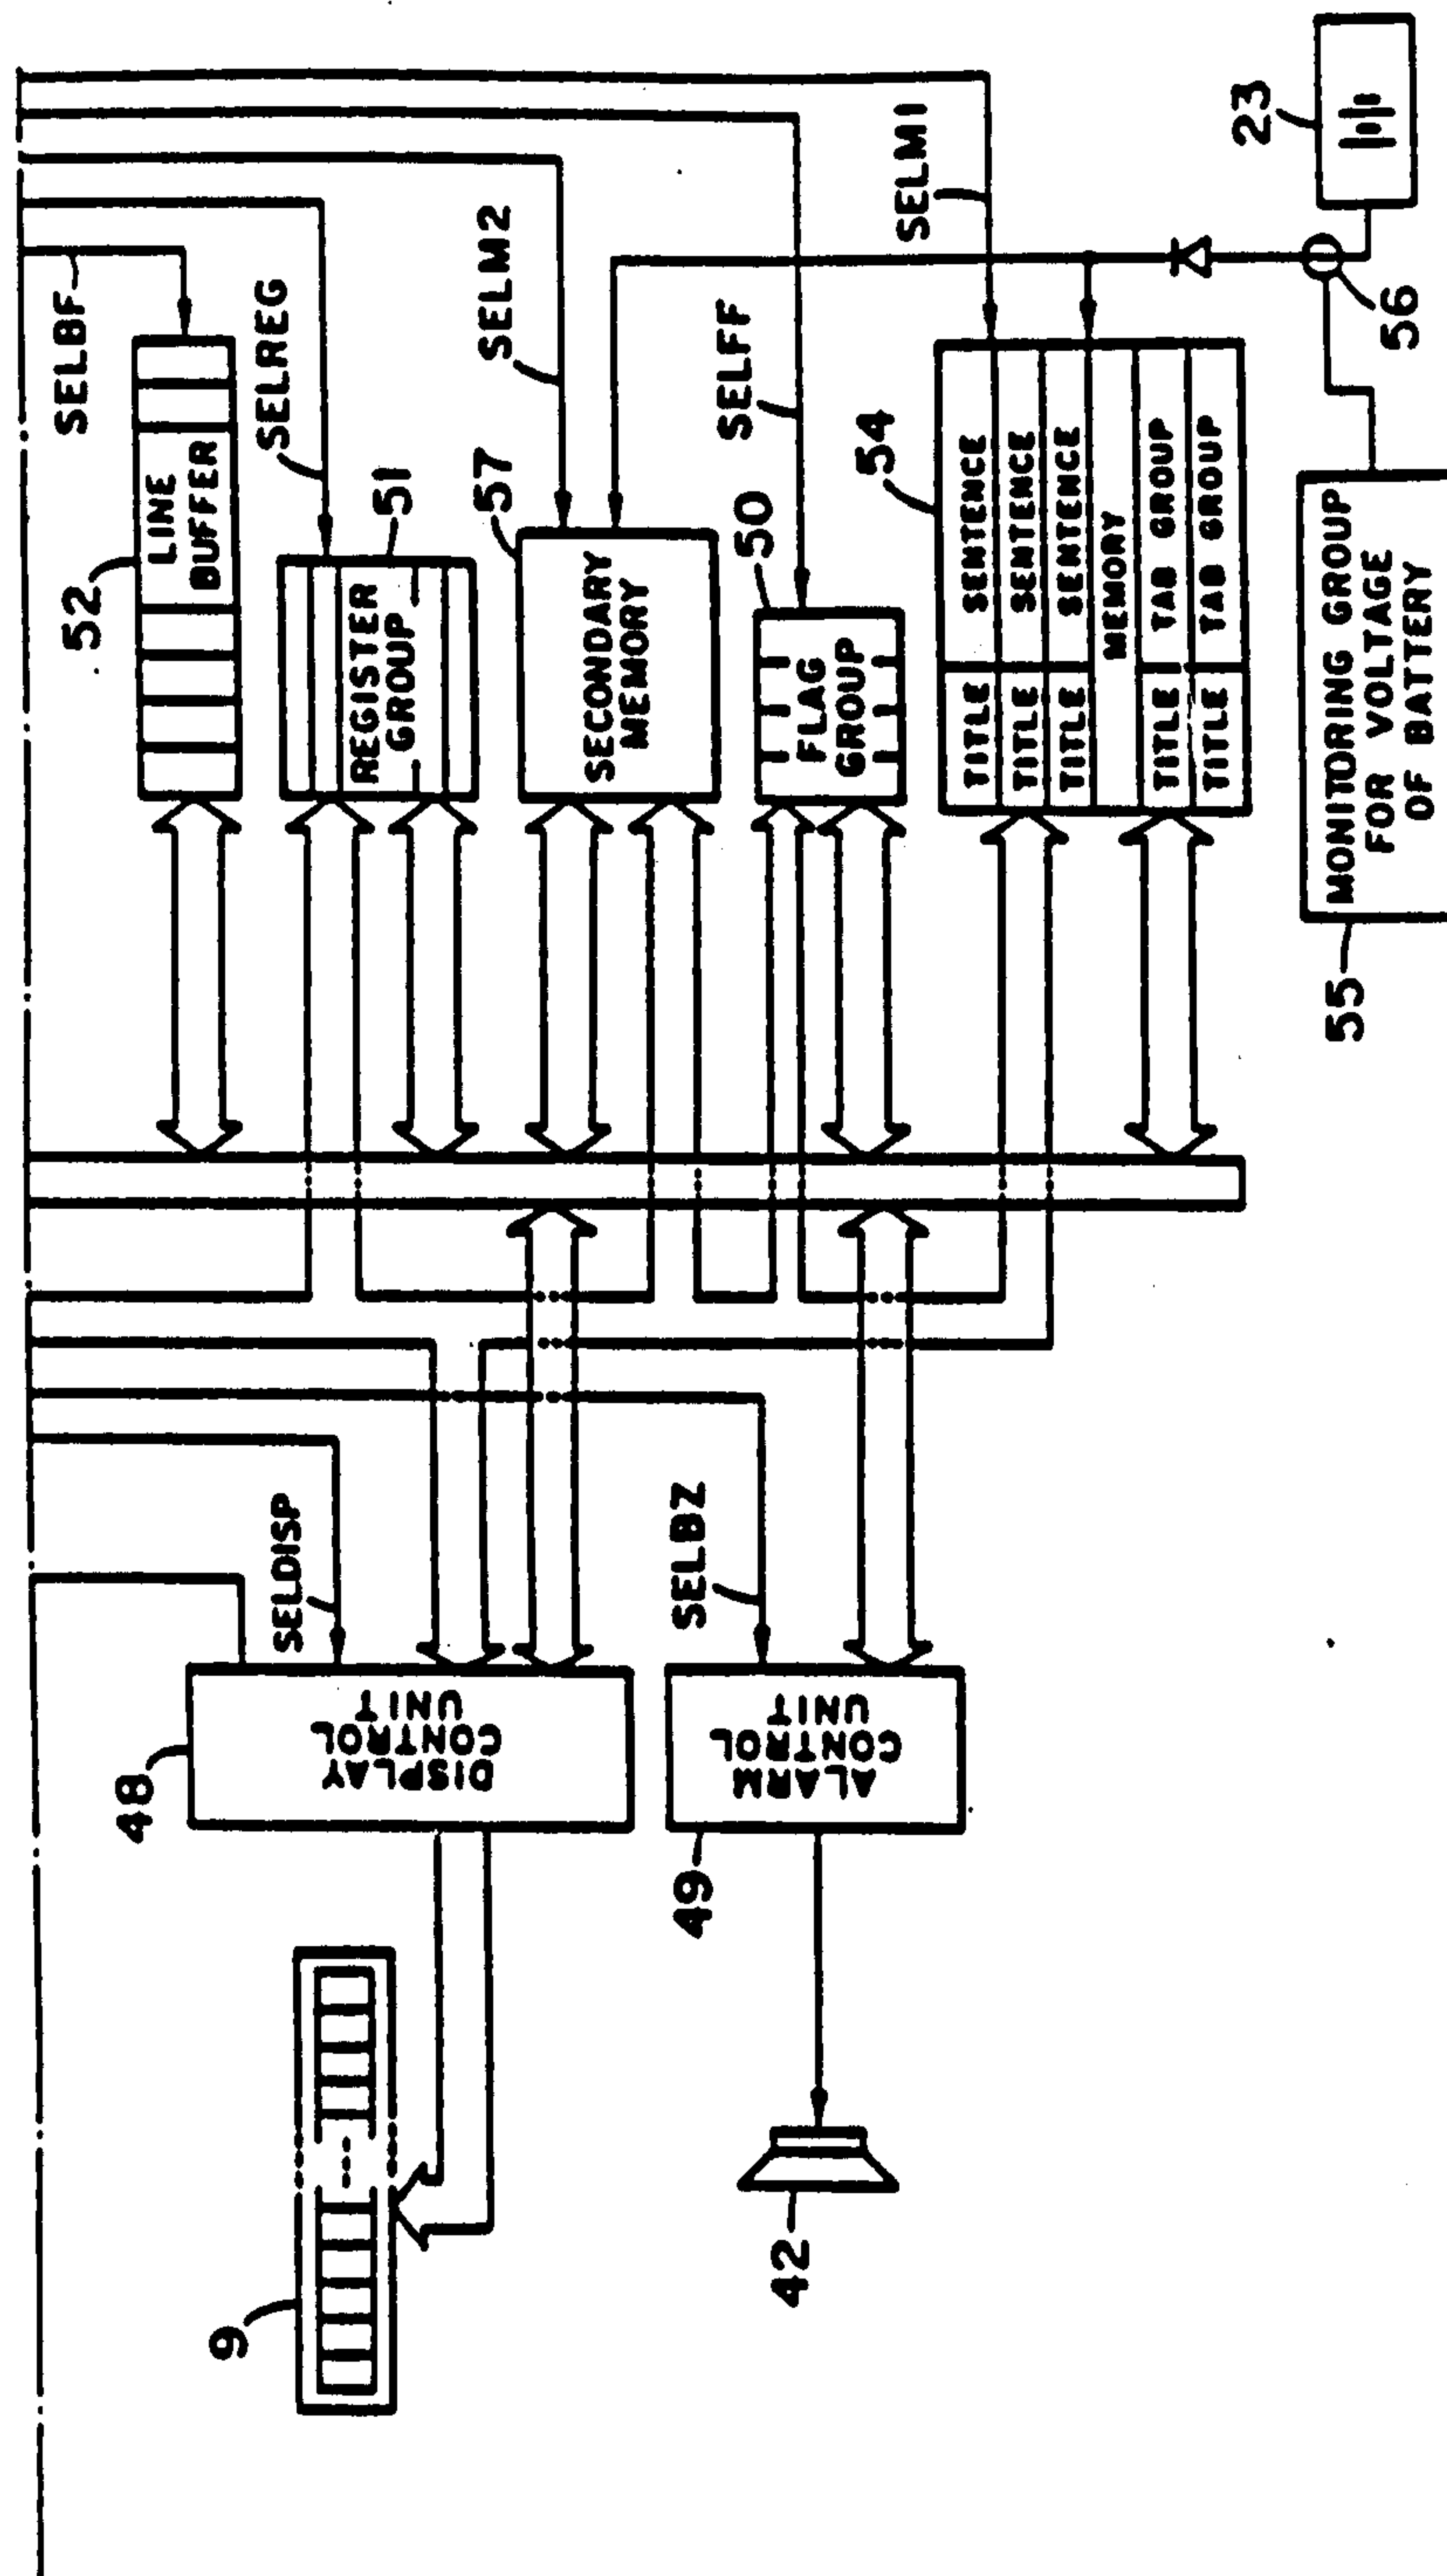 SELBF
52
LINE
BUFFER
SELREG
51
REGISTER
GROUP
SELM2
57
SECONDARY
MEMORY
SELFF
50
FLAG
GROUP
SELM1
54
TITLE SENTENCE
TITLE SENTENCE
TITLE SENTENCE
MEMORY
TITLE TAB GROUP
TITLE TAB GROUP
23
56
55
MONITORING GROUP
FOR VOLTAGE
OF BATTERY
SELDISP
48
DISPLAY
CONTROL
UNIT
SELBZ
49
ALARM
CONTROL
UNIT
9
42